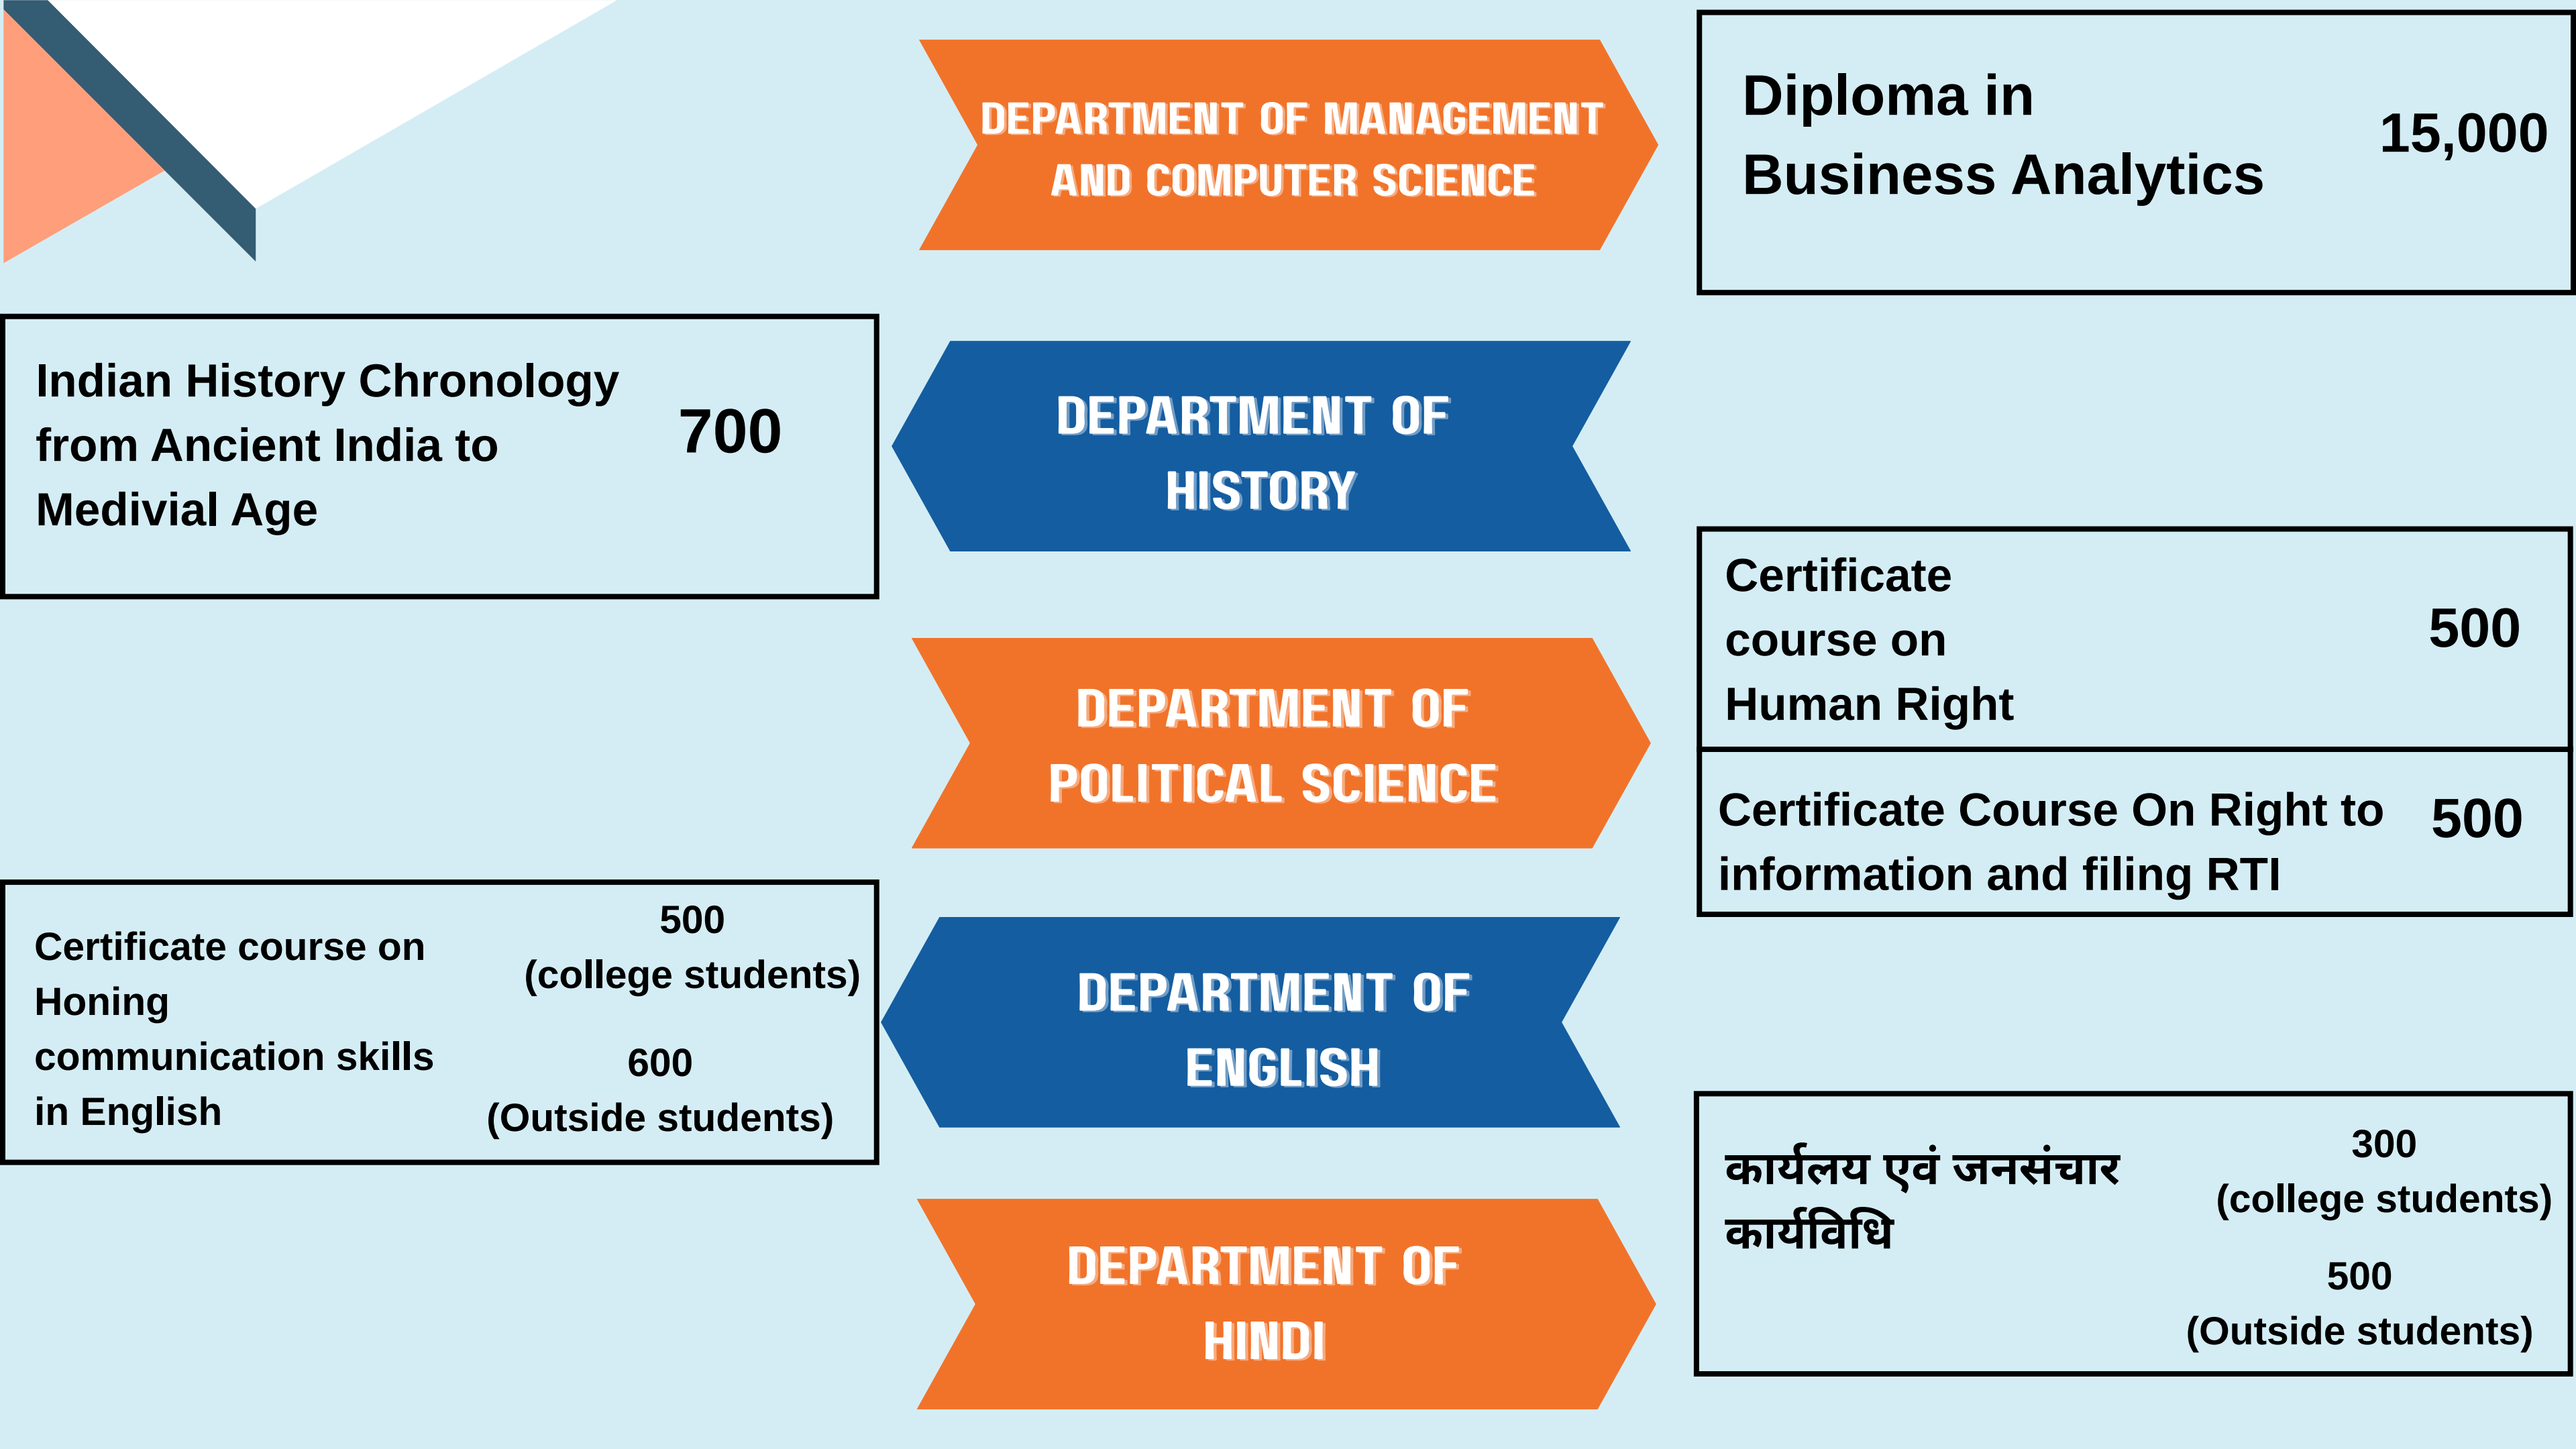 DEPARTMENT OF MANAGEMENT
AND COMPUTER SCIENCE
Diploma in
Business Analytics
15,000
Indian History Chronology
from Ancient India to
Medivial Age
700
DEPARTMENT OF
HISTORY
DEPARTMENT OF
POLITICAL SCIENCE
Certificate
course on
Human Right
500
Certificate Course On Right to
information and filing RTI
500
Certificate course on
Honing
communication skills
in English
500
(college students)
600
(Outside students)
DEPARTMENT OF
ENGLISH
DEPARTMENT OF
HINDI
कार्यलय एवं जनसंचार
कार्यविधि
300
(college students)
500
(Outside students)